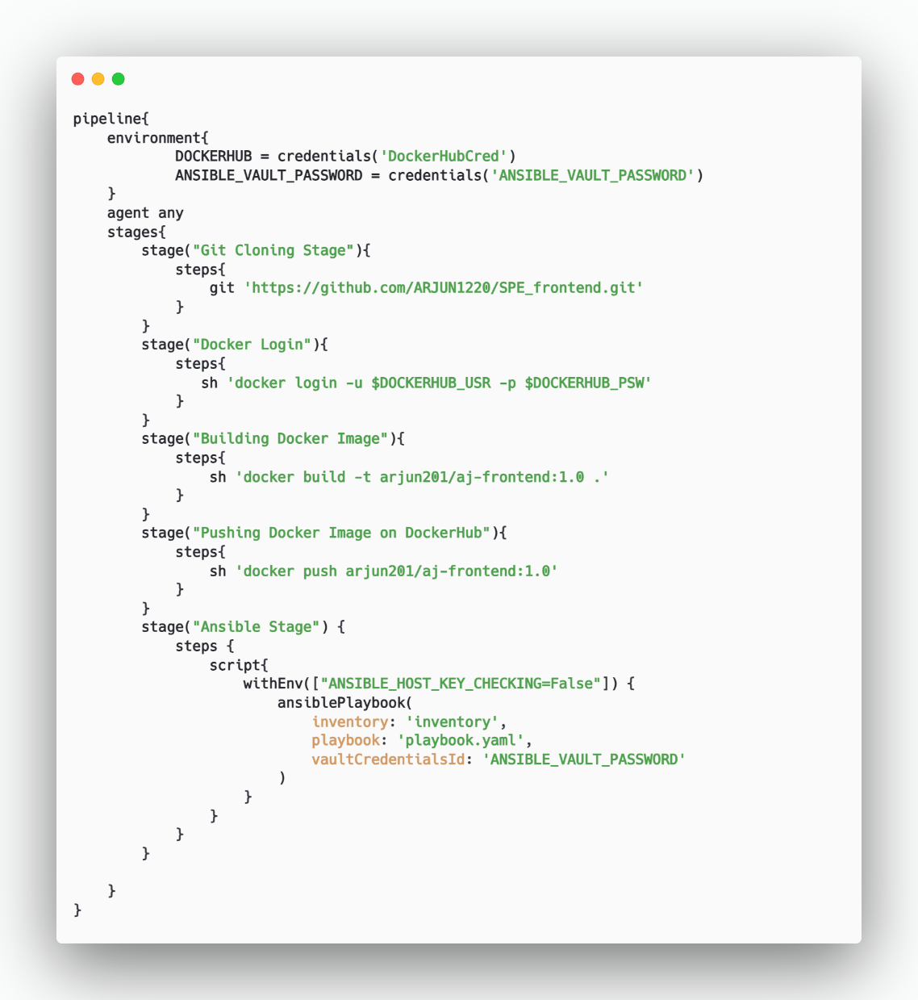 pipeline{
    environment{
            DOCKERHUB = credentials('DockerHubCred')
            ANSIBLE_VAULT_PASSWORD = credentials('ANSIBLE_VAULT_PASSWORD')
    }
    agent any
    stages{
        stage("Git Cloning Stage"){
            steps{
                git 'https://github.com/ARJUN1220/SPE_frontend.git'
            }
        }
        stage("Docker Login"){
            steps{
               sh 'docker login -u $DOCKERHUB_USR -p $DOCKERHUB_PSW'
            }
        }
        stage("Building Docker Image"){
            steps{
                sh 'docker build -t arjun201/aj-frontend:1.0 .'
            }
        }
        stage("Pushing Docker Image on DockerHub"){
            steps{
                sh 'docker push arjun201/aj-frontend:1.0'
            }
        }
        stage("Ansible Stage") {
            steps {
                script{
                    withEnv(["ANSIBLE_HOST_KEY_CHECKING=False"]) {
                        ansiblePlaybook(
                            inventory: 'inventory',
                            playbook: 'playbook.yaml',
                            vaultCredentialsId: 'ANSIBLE_VAULT_PASSWORD'
                        )
                    }
                }
            }
        }

    }
}